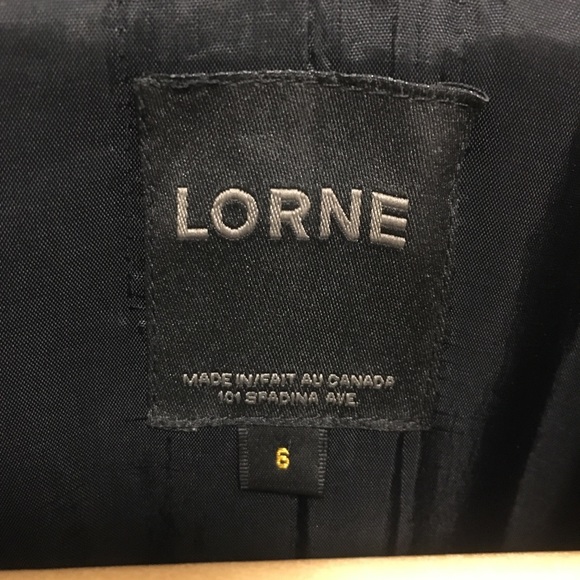 LORNE
MADE IN/FAIT AU CANADA
101 SPADINA AVE.
6